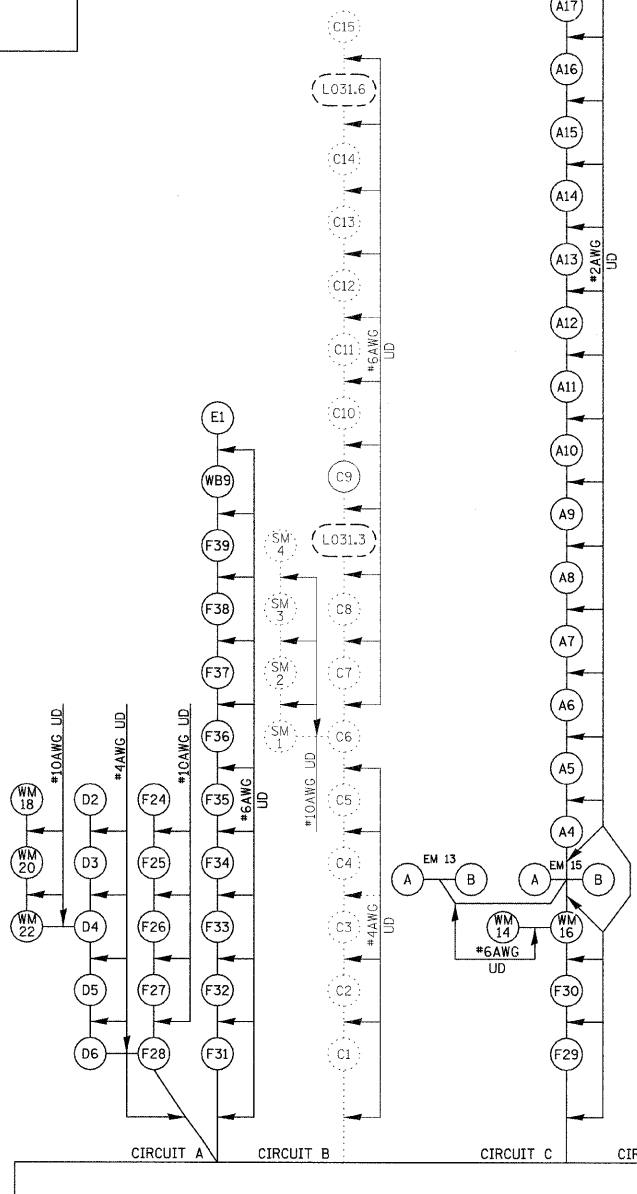 A17
C15
A16
L031.6
A15
C14
A14
C13
A13
#2AWG
UD
C12
A12
C11
#6AWG
UD
A11
C10
E1
A10
WB9
C9
A9
F39
SM
4
L031.3
A8
F38
SM
3
C8
A7
F37
SM
2
C7
A6
#10AWG UD
#4AWG UD
#10AWG UD
F36
SM
1
C6
A5
WM
18
D2
F24
F35
#6AWG
UD
#10AWG UD
C5
A4
WM
20
D3
F25
F34
C4
A
EM 13
B
A
EM 15
B
WM
22
D4
F26
F33
C3
#4AWG
UD
WM
14
WM
16
#6AWG
UD
D5
F27
F32
C2
F30
D6
F28
F31
C1
F29
CIRCUIT A
CIRCUIT B
CIRCUIT C
CIR